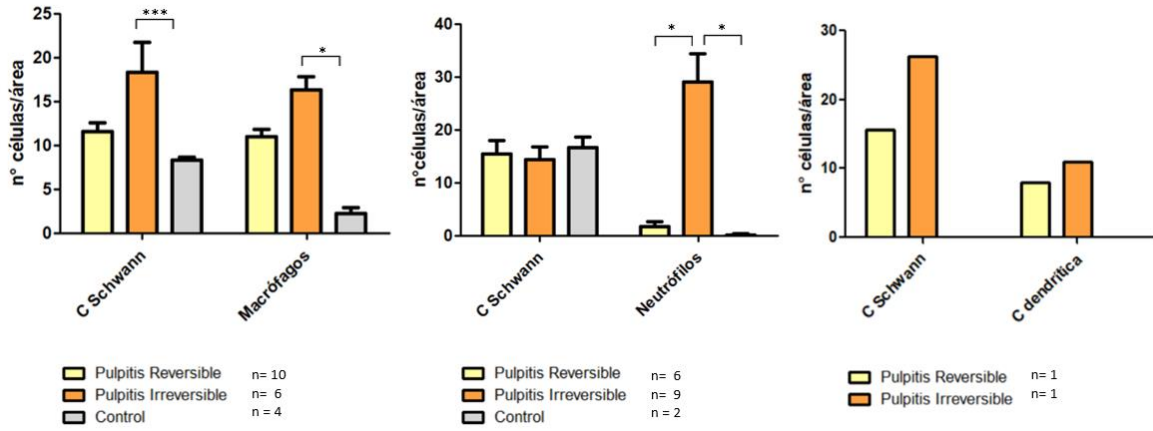 n° células/área
25
20
15
10
5
0
***
*
C Schwann
Macrófagos
Pulpitis Reversible n= 10
Pulpitis Irreversible n= 6
Control n = 4
n°células/área
40
30
20
10
0
*
*
C Schwann
Neutrófilos
Pulpitis Reversible n= 6
Pulpitis Irreversible n= 9
Control n = 2
n° células/área
30
20
10
0
C Schwann
C dendrítica
Pulpitis Reversible n= 1
Pulpitis Irreversible n= 1